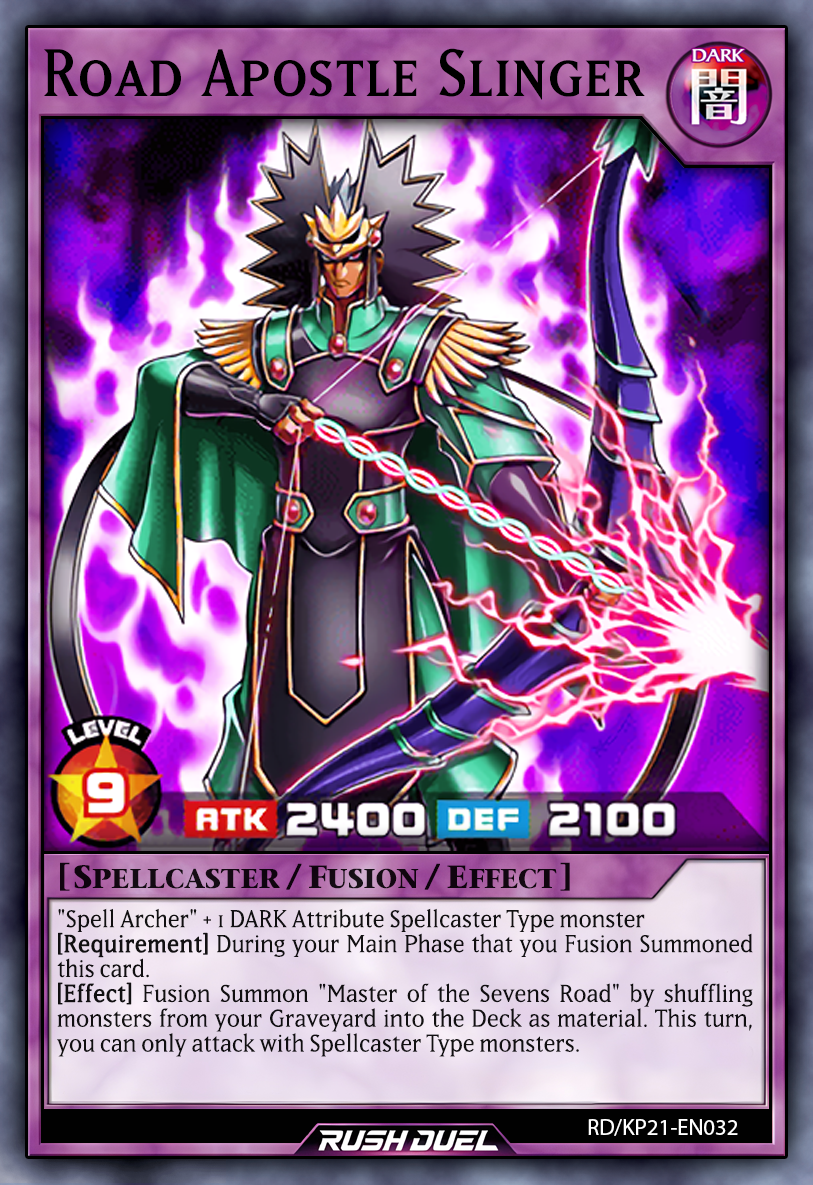 Road Apostle Slinger
DARK
闇
LEVEL
9
ATK 2400 DEF 2100
[Spellcaster / Fusion / Effect]
"Spell Archer" + 1 DARK Attribute Spellcaster Type monster
[Requirement] During your Main Phase that you Fusion Summoned
this card.
[Effect] Fusion Summon "Master of the Sevens Road" by shuffling
monsters from your Graveyard into the Deck as material. This turn,
you can only attack with Spellcaster Type monsters.
RD/KP21-EN032
RUSH DUEL